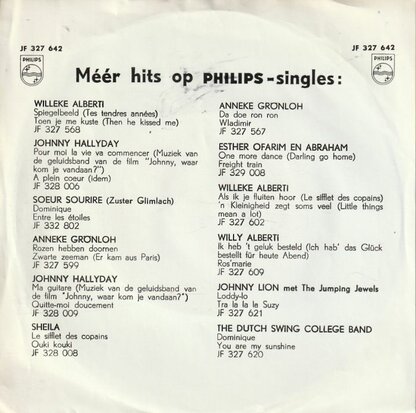 JF 327 642
JF 327 642
PHILIPS
PHILIPS
Méér hits op PHILIPS-singles:
WILLEKE ALBERTI
Spiegelbeeld (Tes tendres années)
Toen je me kuste (Then he kissed me)
JF 327 568
JOHNNY HALLYDAY
Pour moi la vie va commencer (Muziek van
de geluidsband van de film "Johnny, waar
kom je vandaan?")
A plein coeur (idem)
JF 328 006
SOEUR SOURIRE (Zuster Glimlach)
Dominique
Entre les étoiles
JF 332 802
ANNEKE GRÖNLOH
Rozen hebben doornen
Zwarte zeeman (Er kam aus Paris)
JF 327 599
JOHNNY HALLYDAY
Ma guitare (Muziek van de geluidsband van
de film "Johnny, waar kom je vandaan?")
Quitte-moi doucement
JF 328 009
SHEILA
Le sifflet des copains
Ouki kouki
JF 328 008
ANNEKE GRÖNLOH
Da doe ron ron
Wladimir
JF 327 567
ESTHER OFARIM EN ABRAHAM
One more dance (Darling go home)
Freight train
JF 329 008
WILLEKE ALBERTI
Als ik je fluiten hoor (Le sifflet des copains)
'n Kleinigheid zegt soms veel (Little things
mean a lot)
JF 327 602
WILLY ALBERTI
Ik heb 't geluk besteld (Ich hab' das Glück
bestellt für heute Abend)
Ros'marie
JF 327 609
JOHNNY LION met The Jumping Jewels
Loddy-lo
Tra la la la Suzy
JF 327 621
THE DUTCH SWING COLLEGE BAND
Dominique
You are my sunshine
JF 327 620